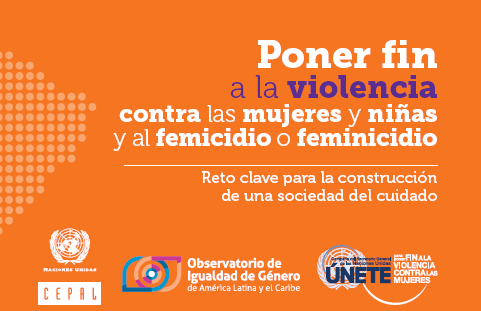 Poner fin
a la violencia
contra las mujeres y niñas
y al femicidio o feminicidio
Reto clave para la construcción
de una sociedad del cuidado
NACIONES UNIDAS
CEPAL
Observatorio de
Igualdad de Género
de América Latina y el Caribe
ÚNETE
FIN A LA
VIOLENCIA
CONTRA LAS
MUJERES